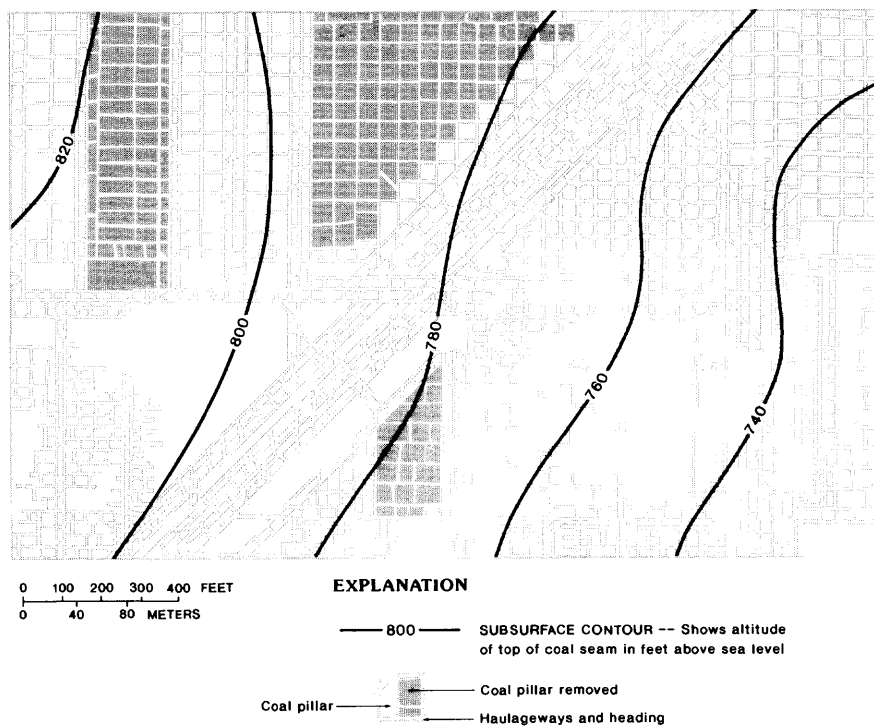 820
800
780
760
740
0 100 200 300 400 FEET
0 40 80 METERS
EXPLANATION
800
SUBSURFACE CONTOUR -- Shows altitude
of top of coal seam in feet above sea level
Coal pillar removed
Coal pillar
Haulageways and heading